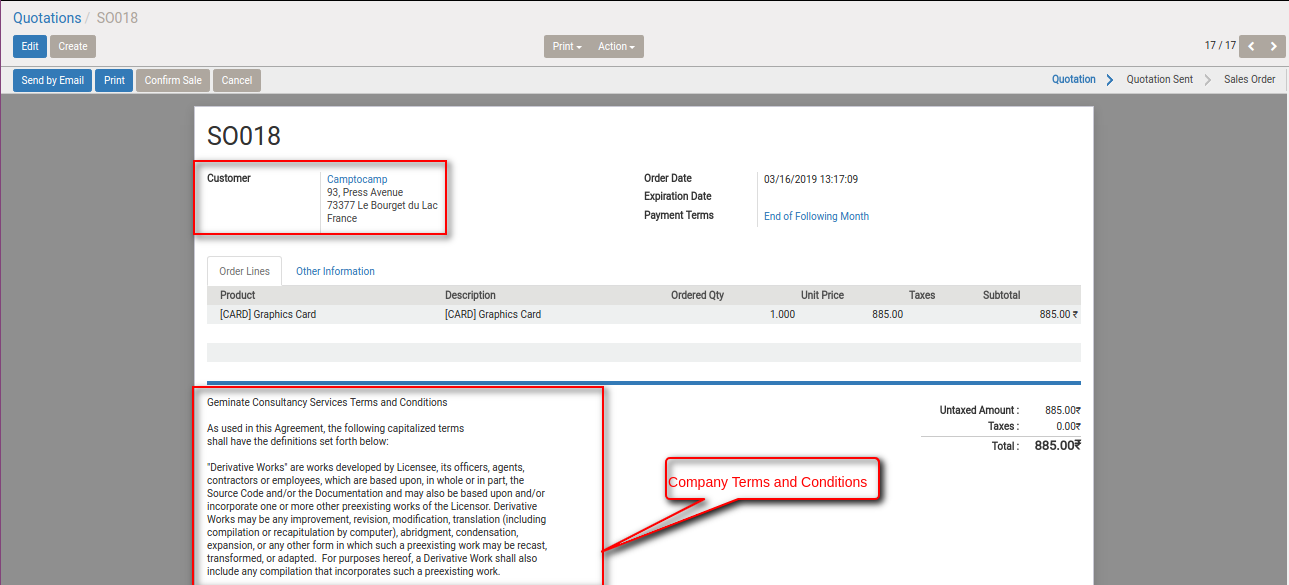 Quotations / SO018
Edit Create Print Action 17 / 17
Send by Email Print Confirm Sale Cancel Quotation Quotation Sent Sales Order
SO018
Customer
Camptocamp
93, Press Avenue
73377 Le Bourget du Lac
France
Order Date 03/16/2019 13:17:09
Expiration Date
Payment Terms End of Following Month
Order Lines Other Information
Product Description Ordered Qty Unit Price Taxes Subtotal
[CARD] Graphics Card [CARD] Graphics Card 1.000 885.00 885.00 ₹
Geminate Consultancy Services Terms and Conditions
As used in this Agreement, the following capitalized terms
shall have the definitions set forth below:
"Derivative Works" are works developed by Licensee, its officers, agents,
contractors or employees, which are based upon, in whole or in part, the
Source Code and/or the Documentation and may also be based upon and/or
incorporate one or more other preexisting works of the Licensor. Derivative
Works may be any improvement, revision, modification, translation (including
compilation or recapitulation by computer), abridgment, condensation,
expansion, or any other form in which such a preexisting work may be recast,
transformed, or adapted.  For purposes hereof, a Derivative Work shall also
include any compilation that incorporates such a preexisting work.
Untaxed Amount : 885.00₹
Taxes : 0.00₹
Total : 885.00₹
Company Terms and Conditions